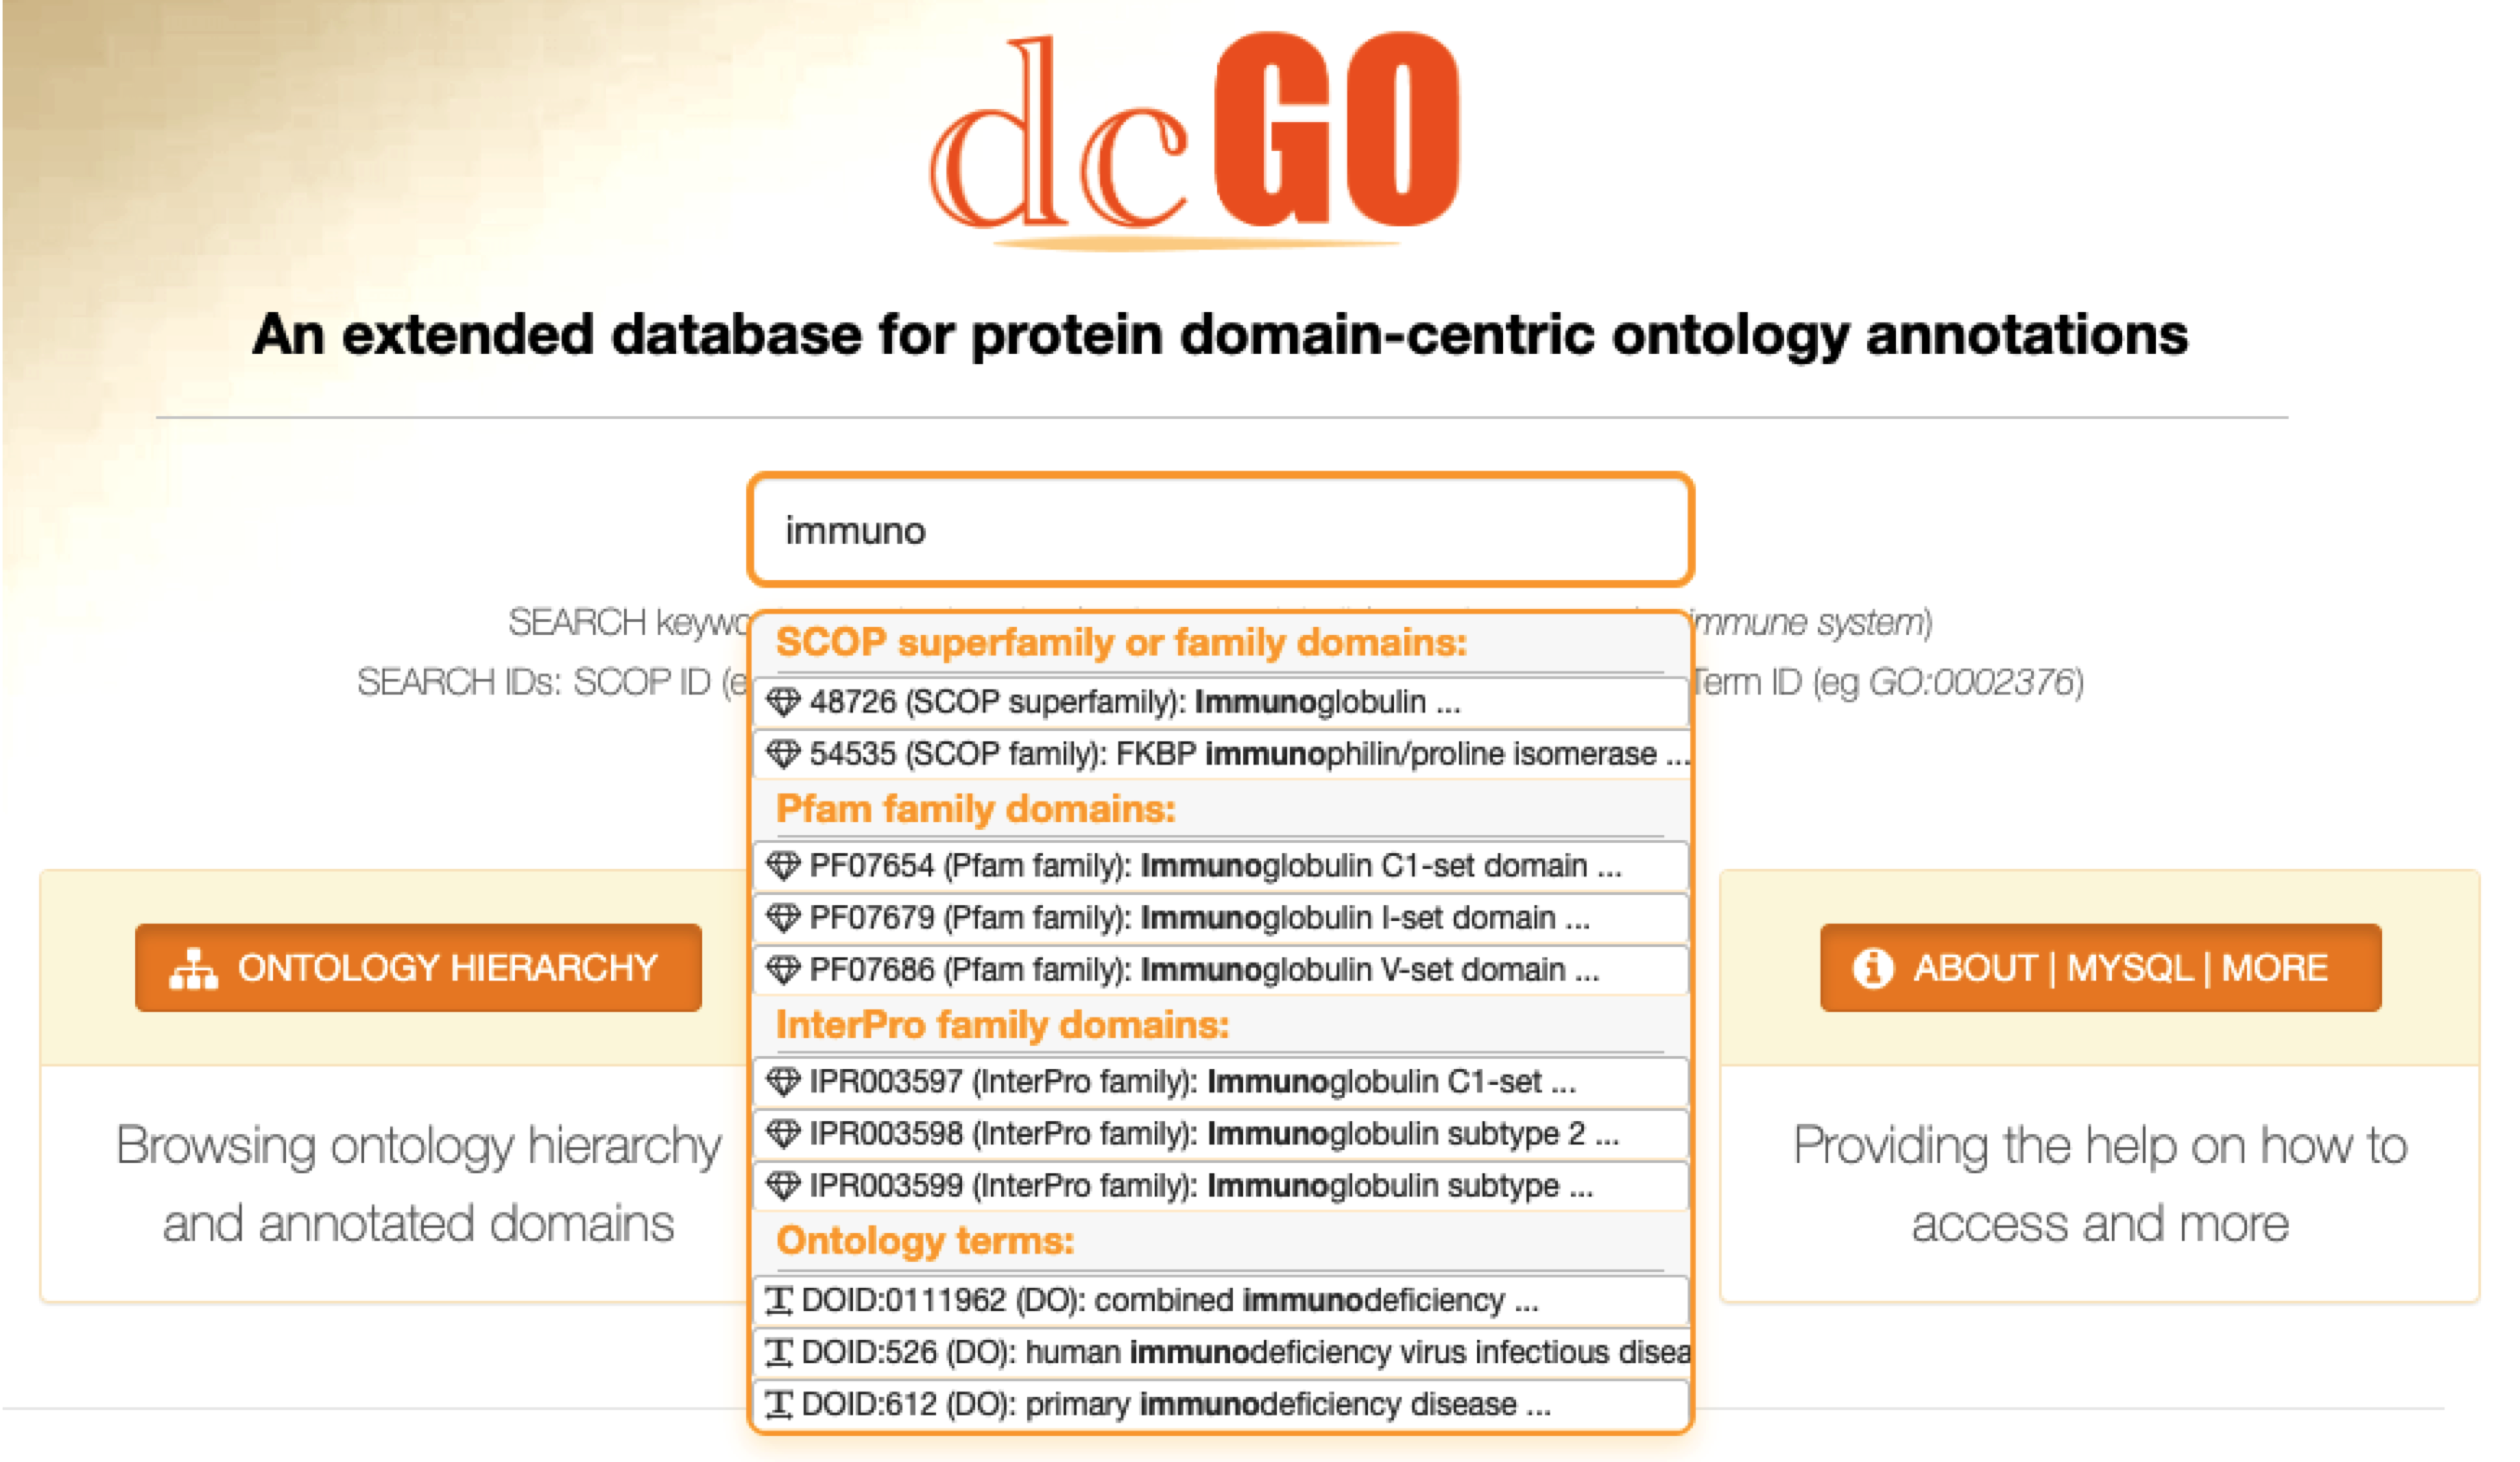 dcGO
An extended database for protein domain-centric ontology annotations
immuno
SEARCH immune system)
SEARCH IDs: SCOP ID ( Term ID (eg GO:0002376)
SCOP superfamily or family domains:
48726 (SCOP superfamily): Immunoglobulin ...
54535 (SCOP family): FKBP immunophilin/proline isomerase ...
Pfam family domains:
PF07654 (Pfam family): Immunoglobulin C1-set domain ...
PF07679 (Pfam family): Immunoglobulin I-set domain ...
PF07686 (Pfam family): Immunoglobulin V-set domain ...
InterPro family domains:
IPR003597 (InterPro family): Immunoglobulin C1-set ...
IPR003598 (InterPro family): Immunoglobulin subtype 2 ...
IPR003599 (InterPro family): Immunoglobulin subtype ...
Ontology terms:
DOID:0111962 (DO): combined immunodeficiency ...
DOID:526 (DO): human immunodeficiency virus infectious disea
DOID:612 (DO): primary immunodeficiency disease ...
ONTOLOGY HIERARCHY
Browsing ontology hierarchy
and annotated domains
ABOUT | MYSQL | MORE
Providing the help on how to
access and more